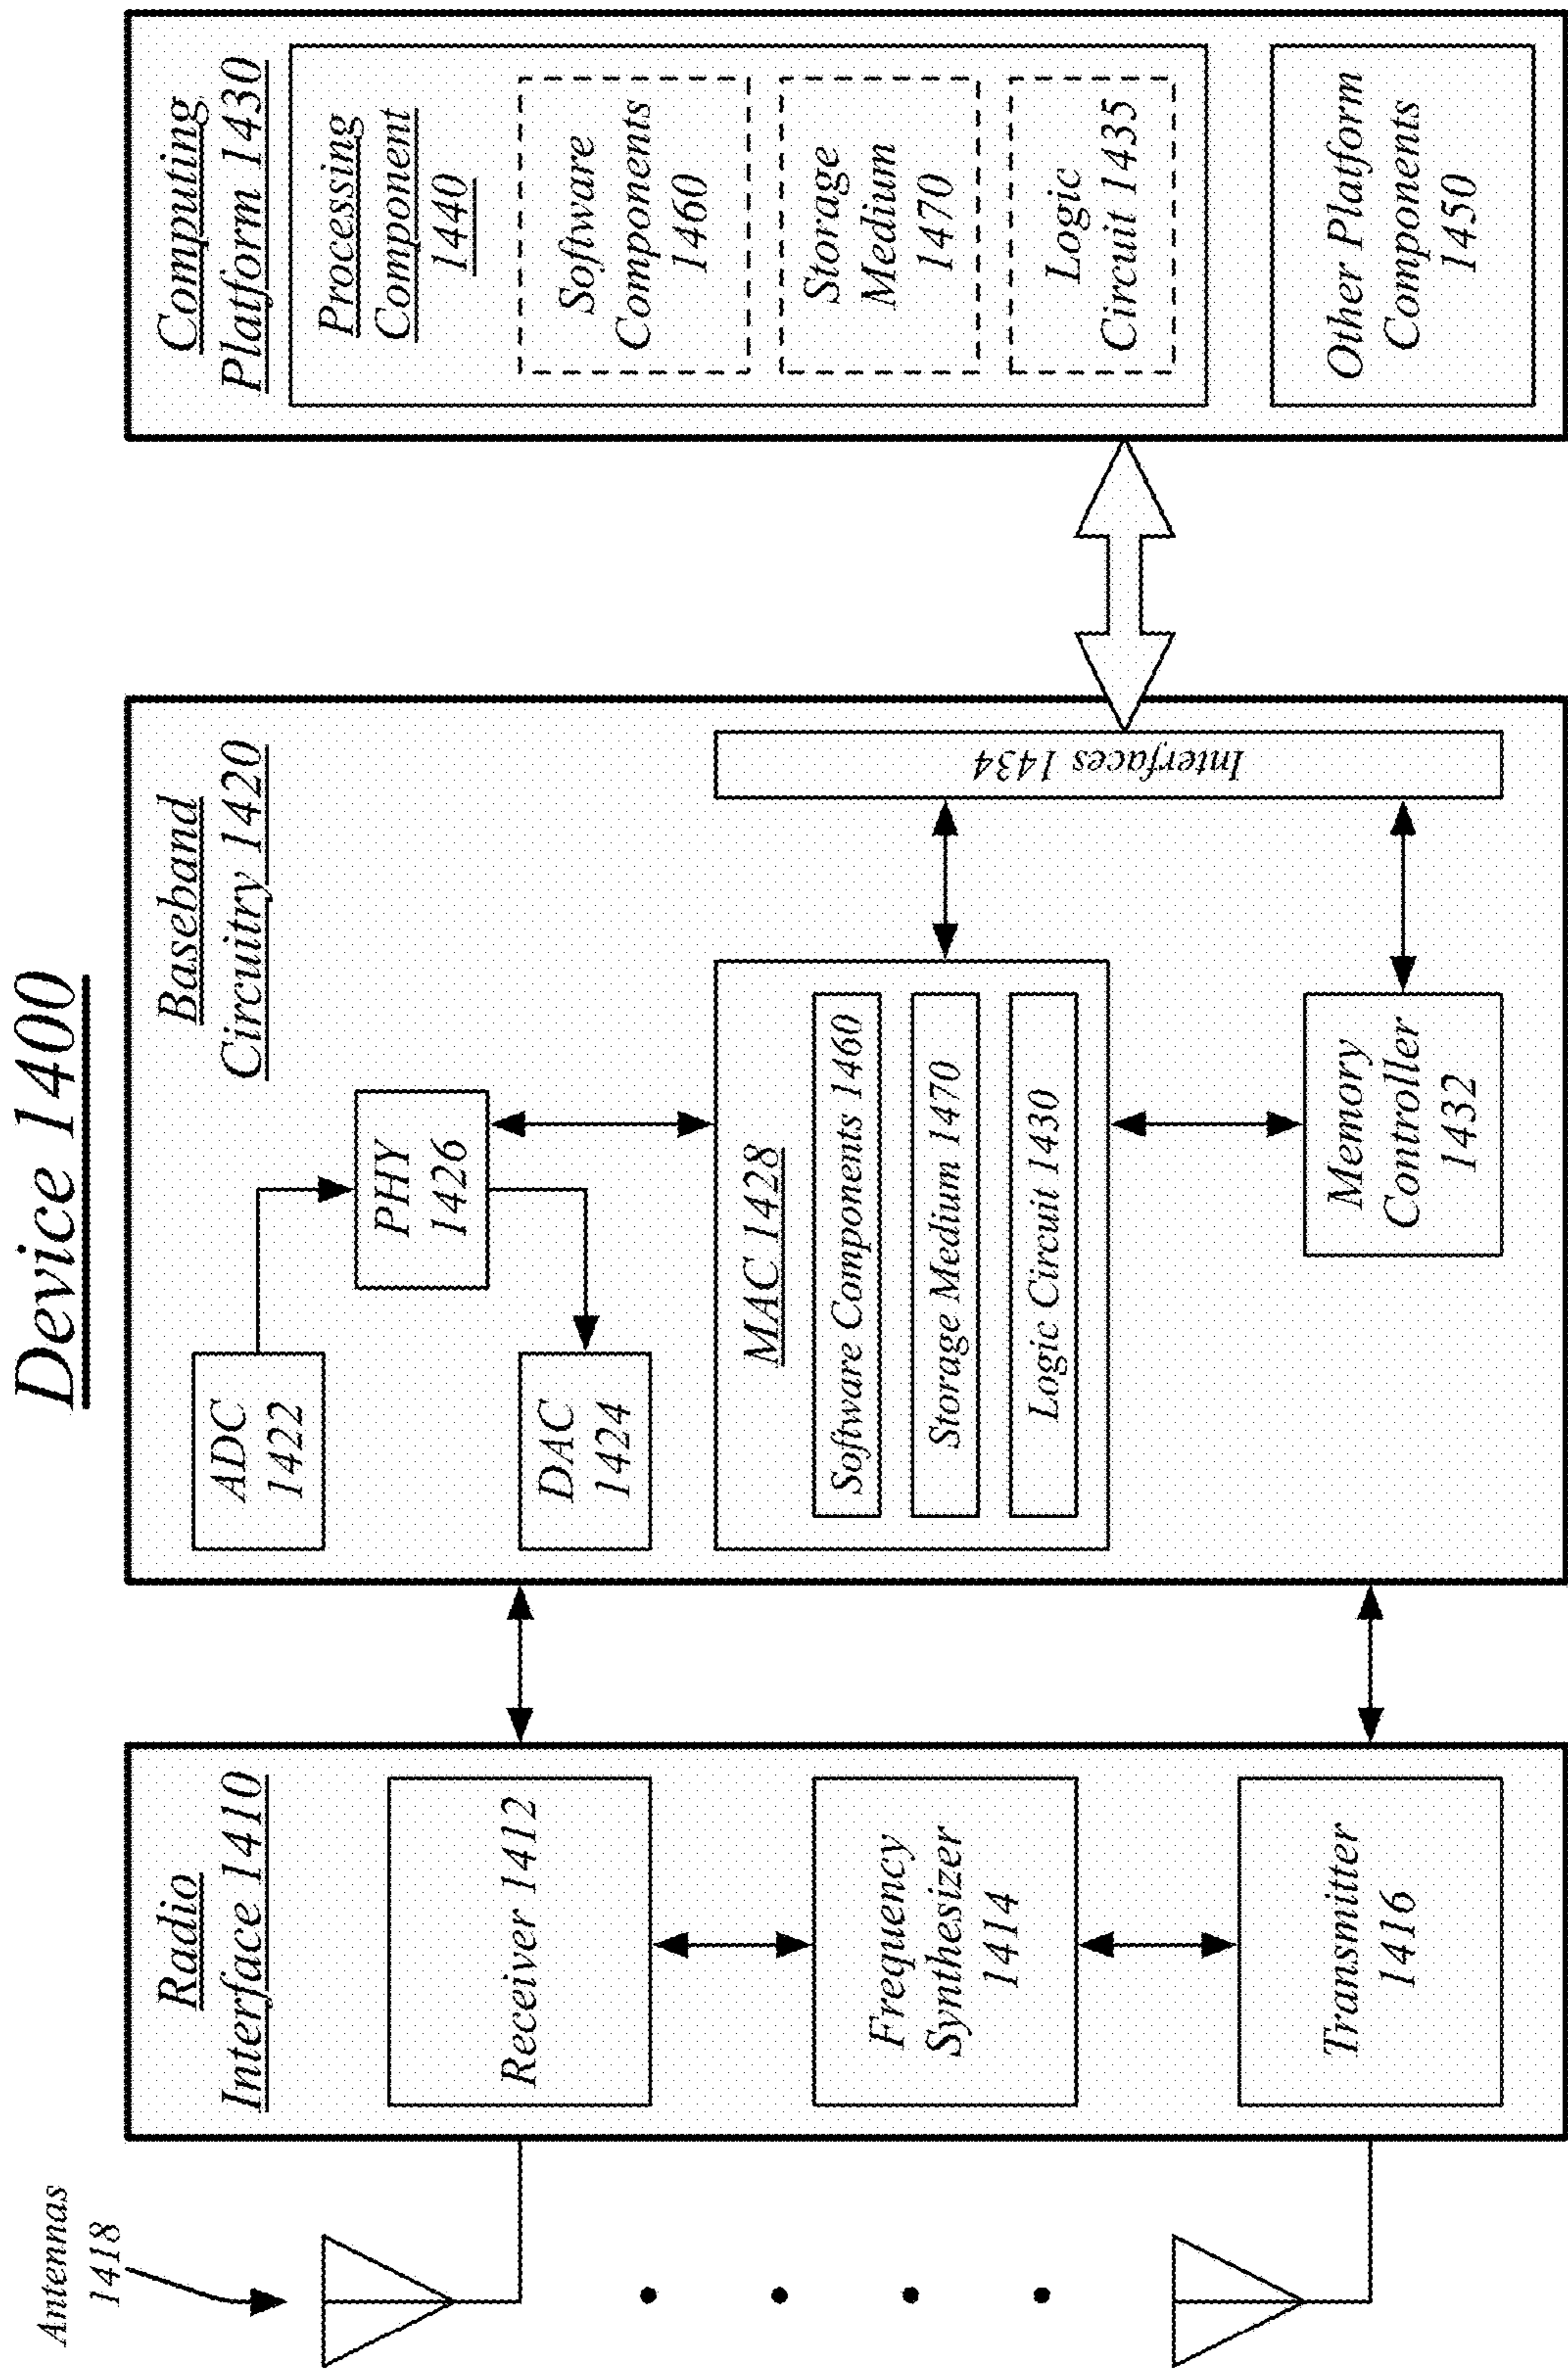 Device 1400
Antennas
1418
Radio
Interface 1410
Receiver 1412
Frequency
Synthesizer
1414
Transmitter
1416
Baseband
Circuitry 1420
ADC
1422
PHY
1426
DAC
1424
MAC 1428
Software Components 1460
Storage Medium 1470
Logic Circuit 1430
Memory
Controller
1432
Interfaces 1434
Computing
Platform 1430
Processing
Component
1440
Software
Components
1460
Storage
Medium
1470
Logic
Circuit 1435
Other Platform
Components
1450